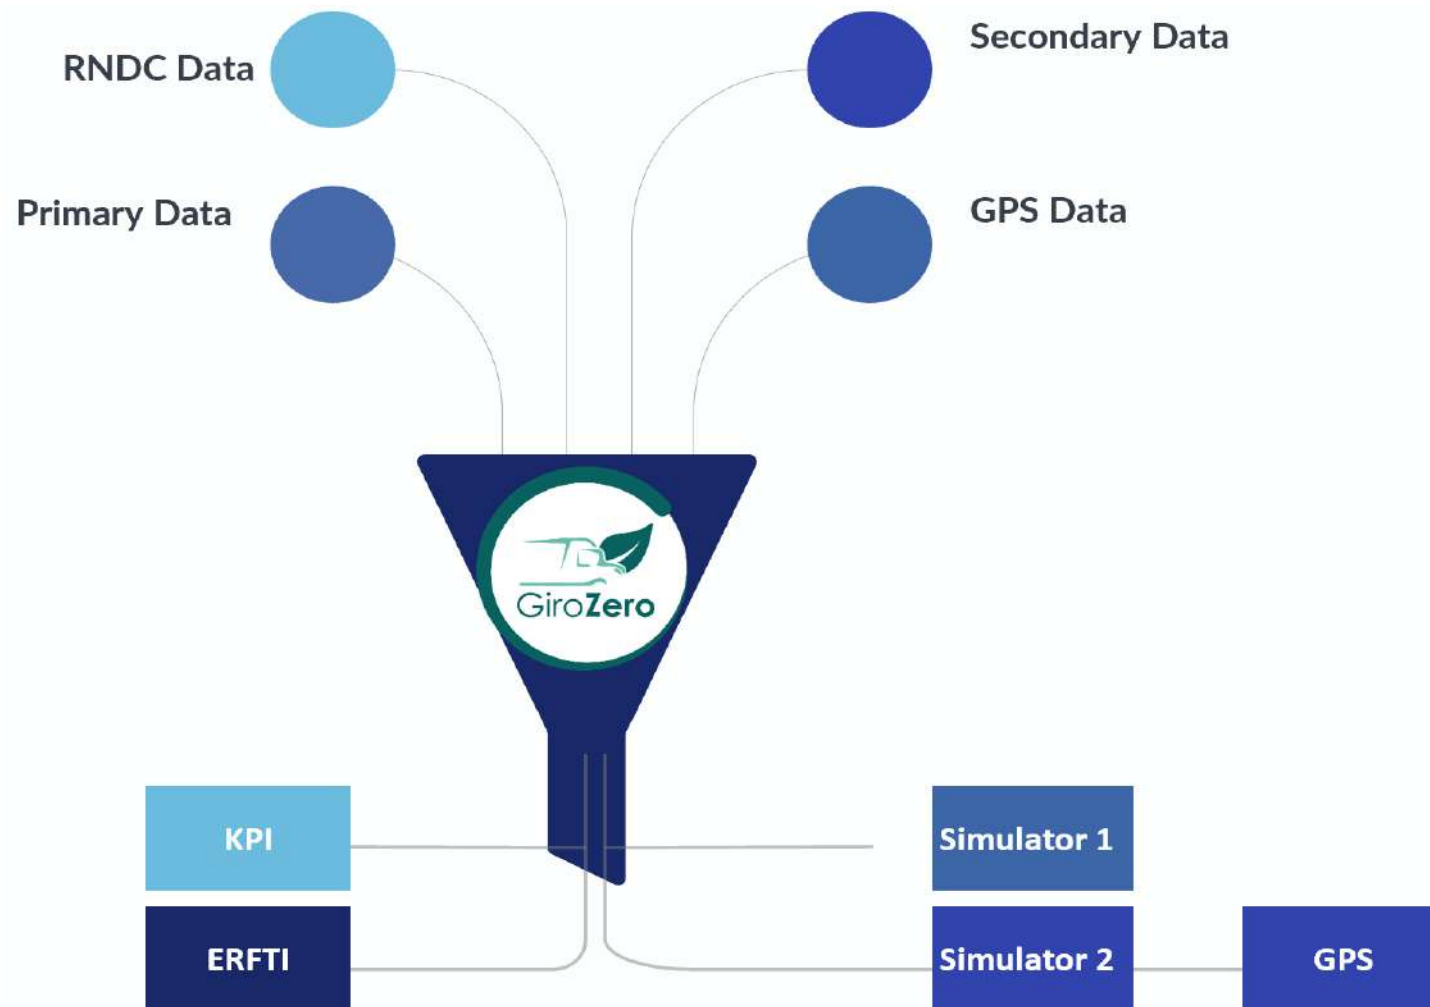 RNDC Data
Secondary Data
Primary Data
GPS Data
GiroZero
KPI
Simulator 1
ERFTI
Simulator 2
GPS